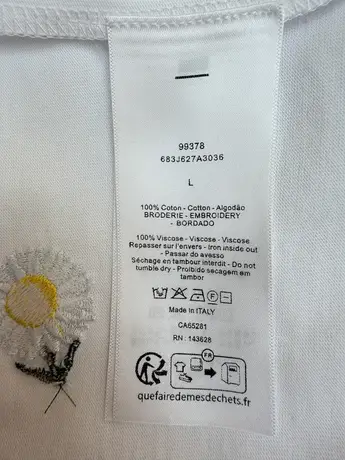 99378
683J627A3036
L
100% Coton - Cotton - Algodão
BRODERIE - EMBROIDERY
- BORDADO
100% Viscose - Viscose - Viscose
Repasser sur l'envers - Iron inside out
- Passar do avesso
Séchage en tambour interdit - Do not
tumble dry - Proibido secagem em
tambor
Made in ITALY
CA55281
RN : 143628
FR
quefairedemesdechets.fr